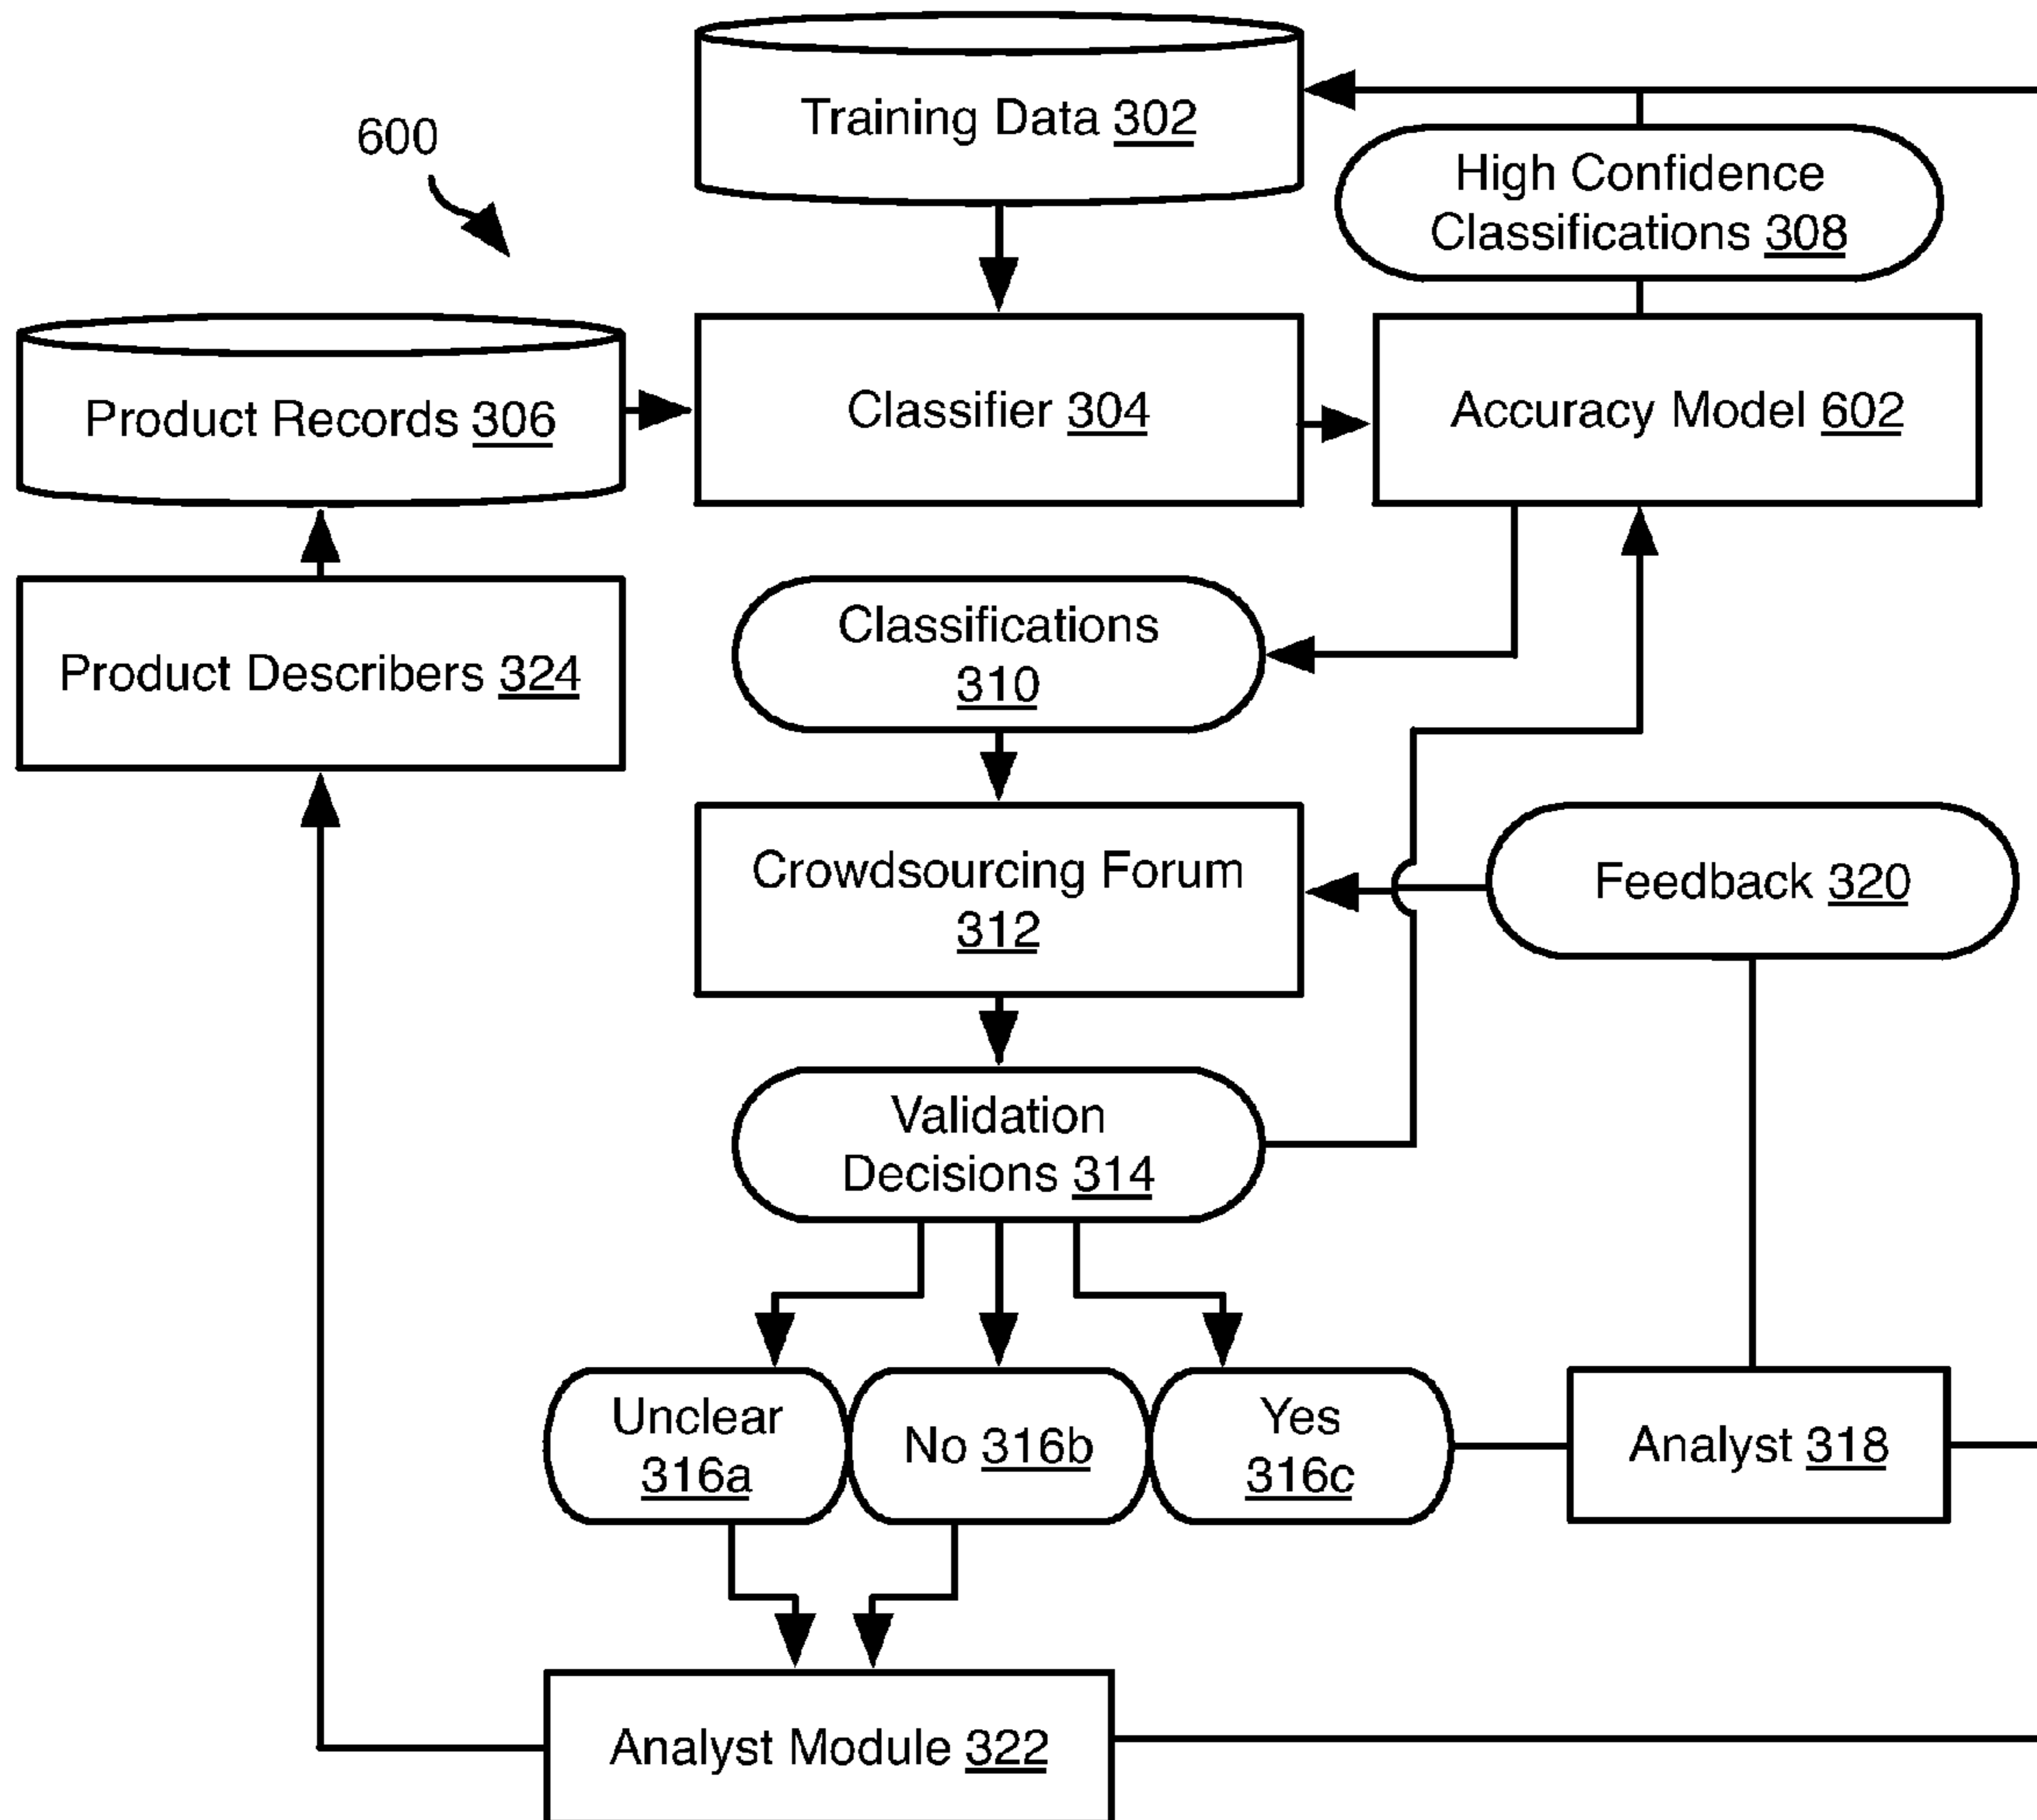 Training Data 302
600
High Confidence
Classifications 308
Product Records 306
Classifier 304
Accuracy Model 602
Product Describers 324
Classifications
310
Crowdsourcing Forum
312
Feedback 320
Validation
Decisions 314
Unclear
316a
No 316b
Yes
316c
Analyst 318
Analyst Module 322